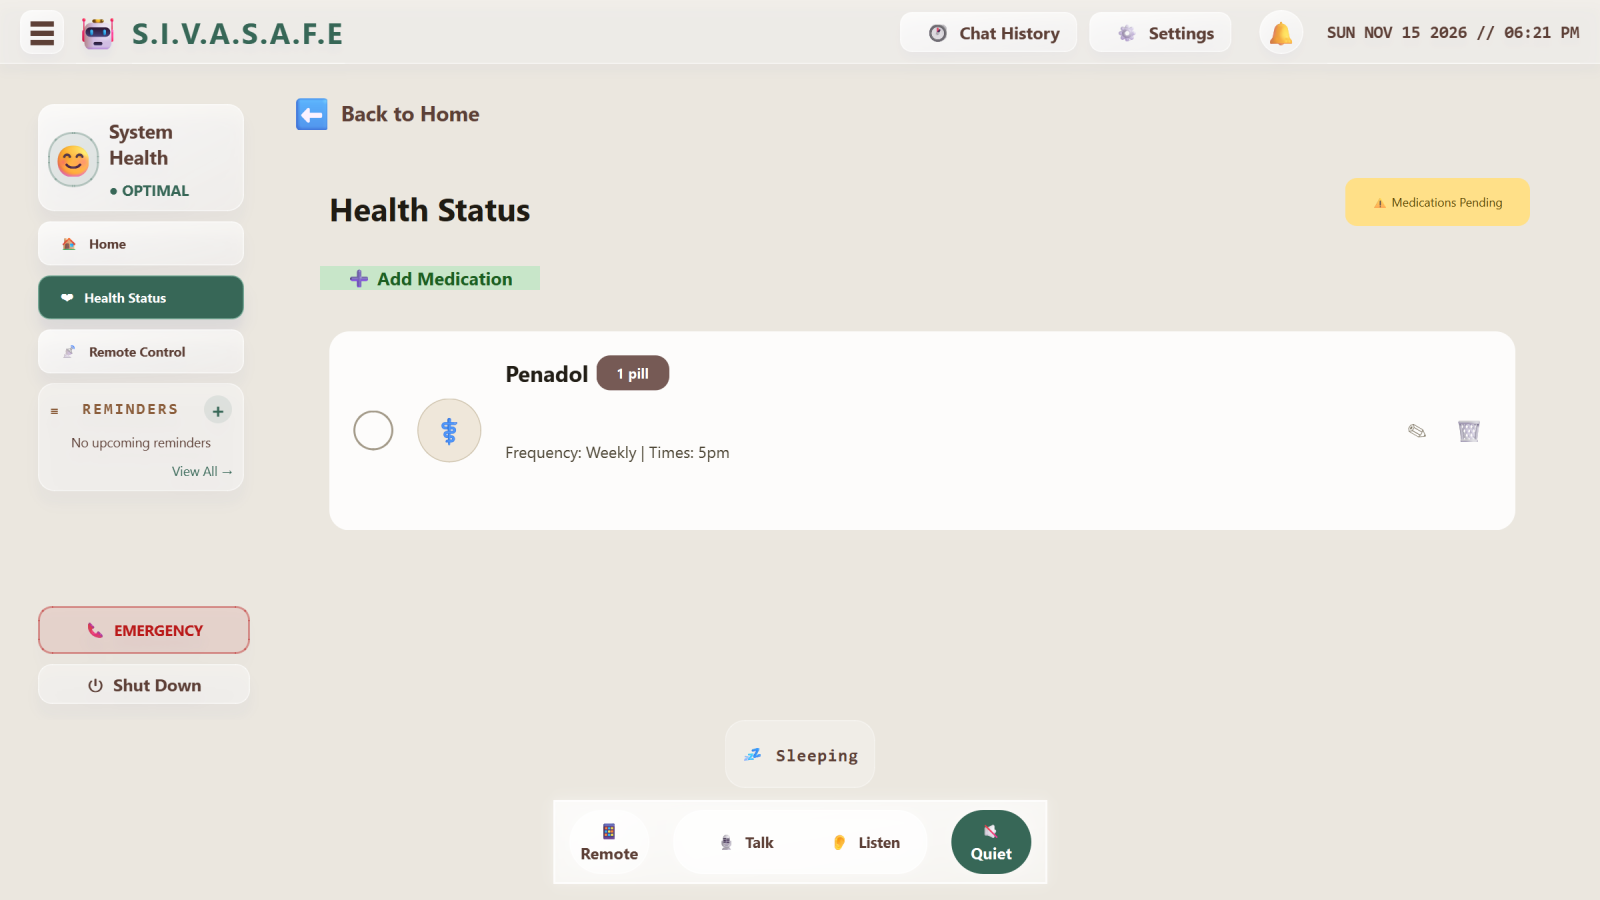 S.I.V.A.S.A.F.E
Chat History
Settings
SUN NOV 15 2026 // 06:21 PM
System
Health
● OPTIMAL
Home
Health Status
Remote Control
REMINDERS
+
No upcoming reminders
View All →
EMERGENCY
Shut Down
Back to Home
Health Status
Medications Pending
Add Medication
Penadol
1 pill
Frequency: Weekly | Times: 5pm
Sleeping
Remote
Talk
Listen
Quiet